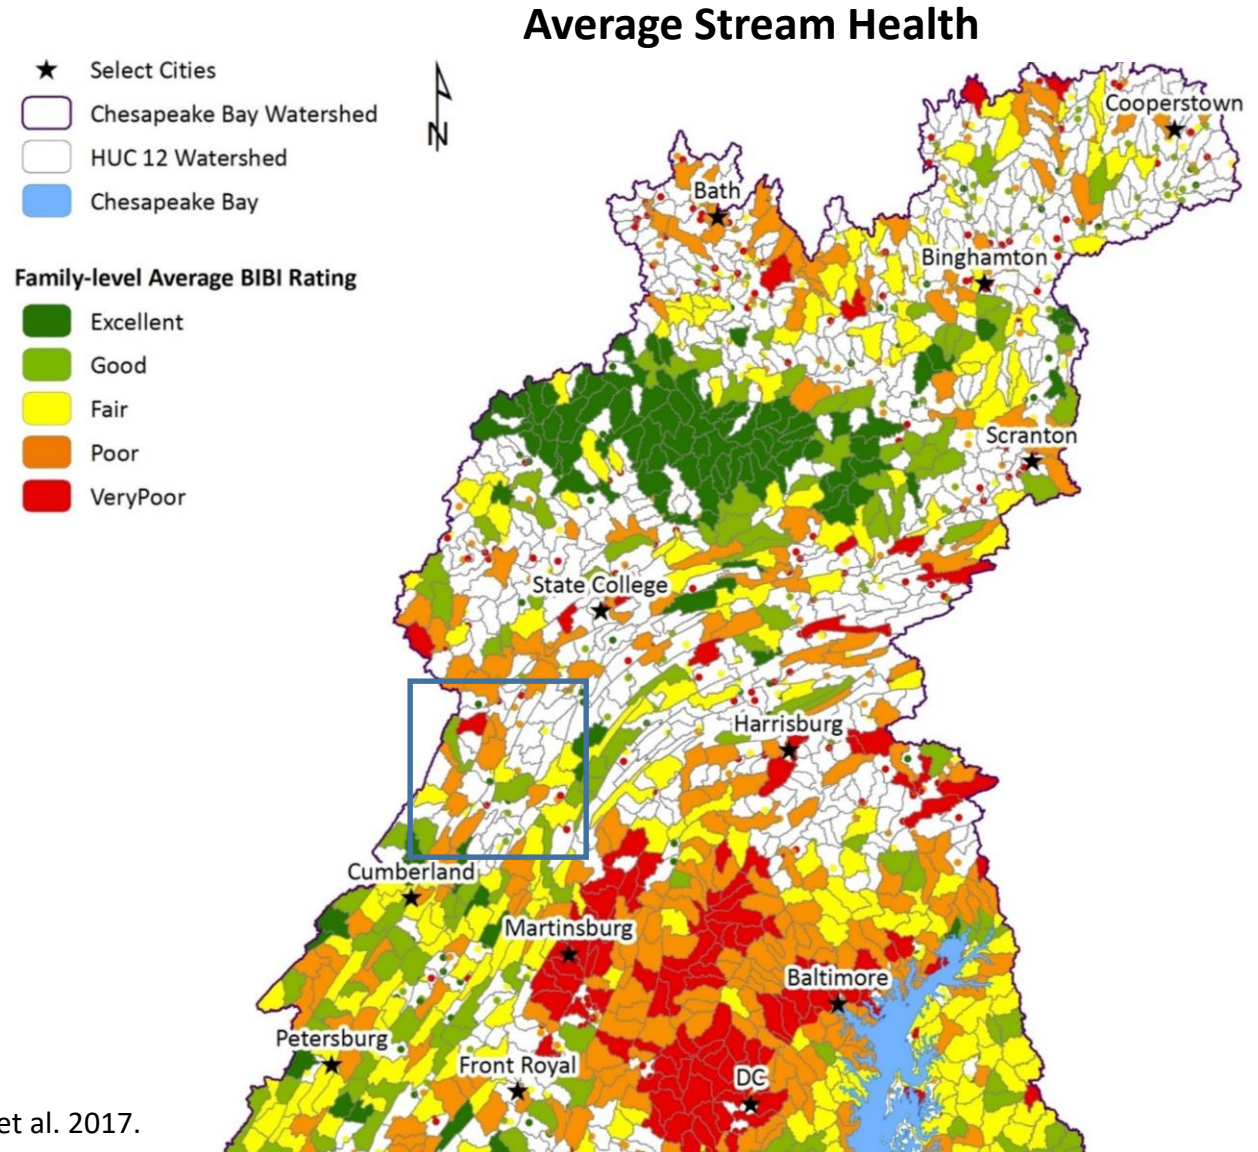 Average Stream Health
Select Cities
Chesapeake Bay Watershed
HUC 12 Watershed
Chesapeake Bay
Family-level Average BIBI Rating
Excellent
Good
Fair
Poor
VeryPoor
N
Cooperstown
Bath
Binghamton
Scranton
State College
Harrisburg
Cumberland
Martinsburg
Baltimore
Petersburg
Front Royal
DC
et al. 2017.